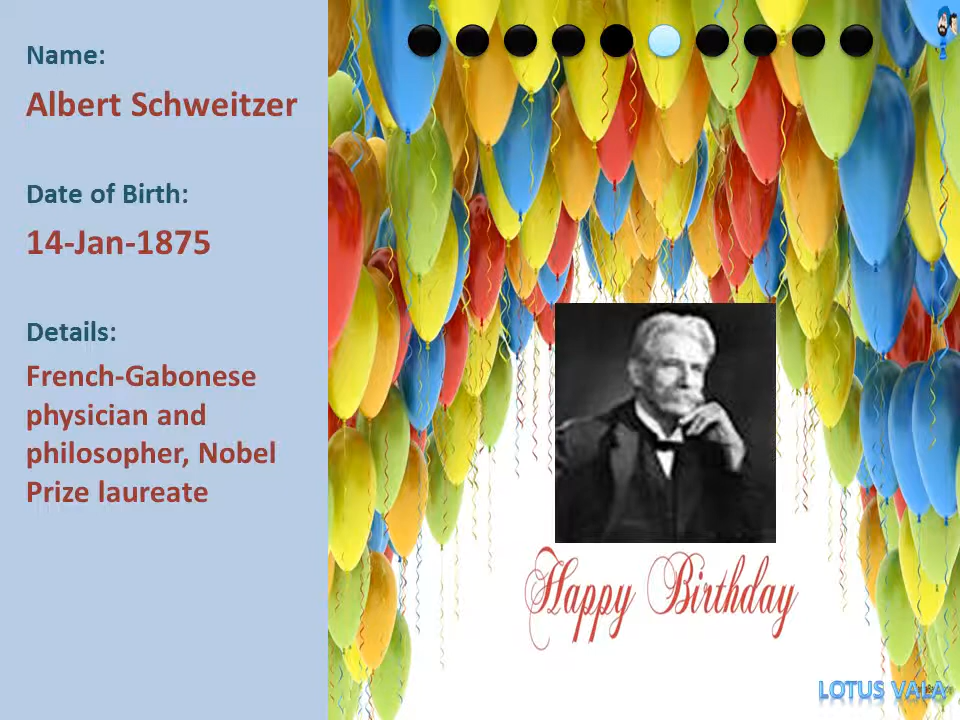 Name:
Albert Schweitzer
Date of Birth:
14-Jan-1875
Details:
French-Gabonese
physician and
philosopher, Nobel
Prize laureate
Happy Birthday
LOTUS VALA